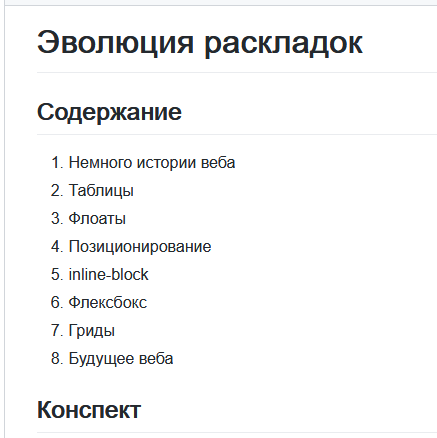 Эволюция раскладок
Содержание
1. Немного истории веба
2. Таблицы
3. Флоаты
4. Позиционирование
5. inline-block
6. Флексбокс
7. Гриды
8. Будущее веба
Конспект